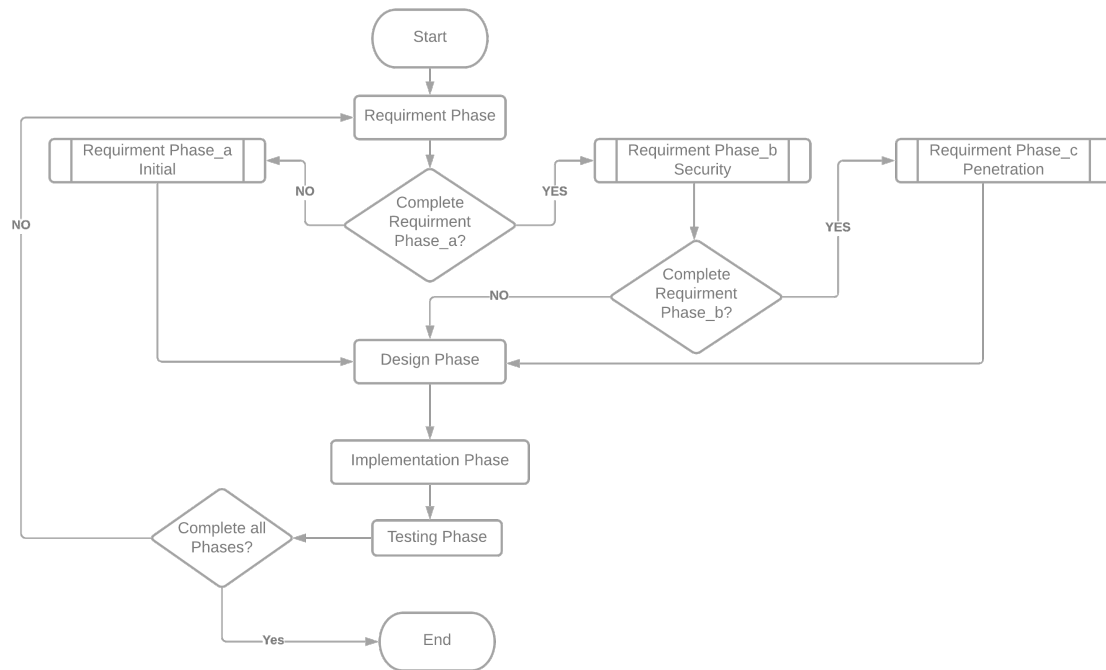 Start
Requirment Phase
Requirment Phase_a
Initial
Requirment Phase_b
Security
Requirment Phase_c
Penetration
NO
YES
Complete
Requirment
Phase_a?
NO
YES
Complete
Requirment
Phase_b?
NO
Design Phase
Implementation Phase
Complete all
Phases?
Testing Phase
Yes
End